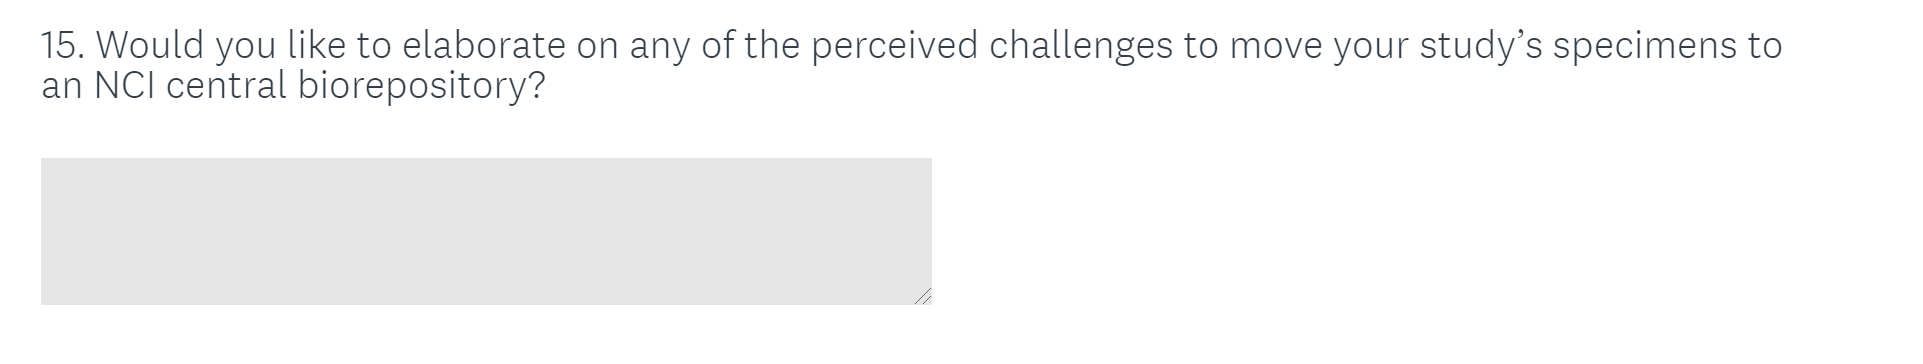 15. Would you like to elaborate on any of the perceived challenges to move your study’s specimens to
an NCI central biorepository?